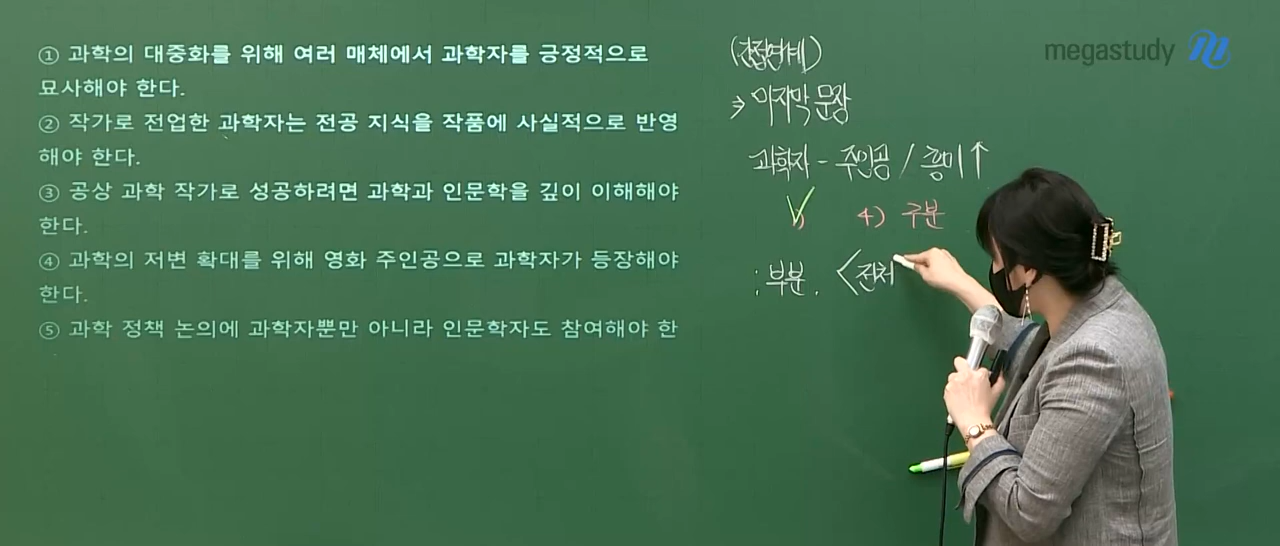 ① 과학의 대중화를 위해 여러 매체에서 과학자를 긍정적으로
묘사해야 한다.
② 작가로 전업한 과학자는 전공 지식을 작품에 사실적으로 반영
해야 한다.
③ 공상 과학 작가로 성공하려면 과학과 인문학을 깊이 이해해야
한다.
④ 과학의 저변 확대를 위해 영화 주인공으로 과학자가 등장해야
한다.
⑤ 과학 정책 논의에 과학자뿐만 아니라 인문학자도 참여해야 한
megastudy
마지막 문장
과학자 - 주인공 / 흥미↑
4) 구분
: 부분. < 전체